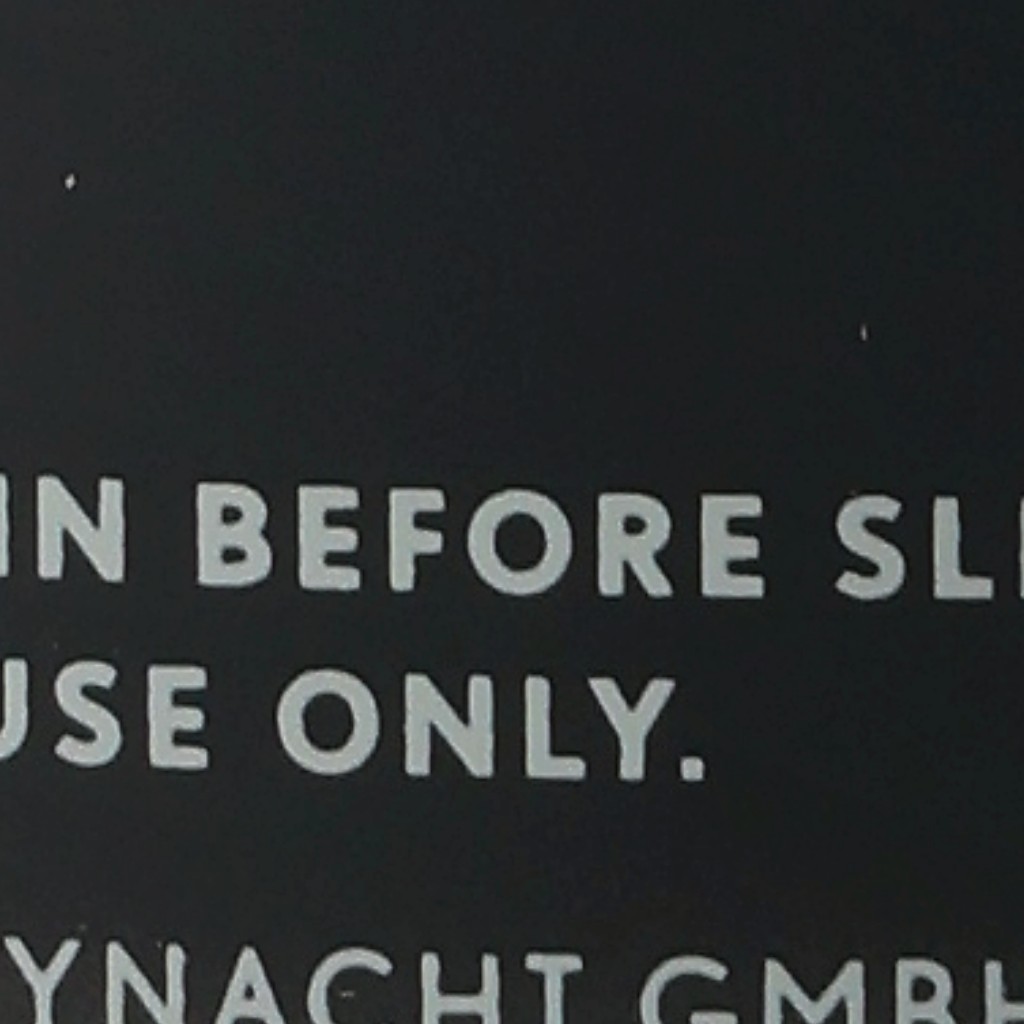 IN BEFORE SL
USE ONLY.
YNACHT GMBH